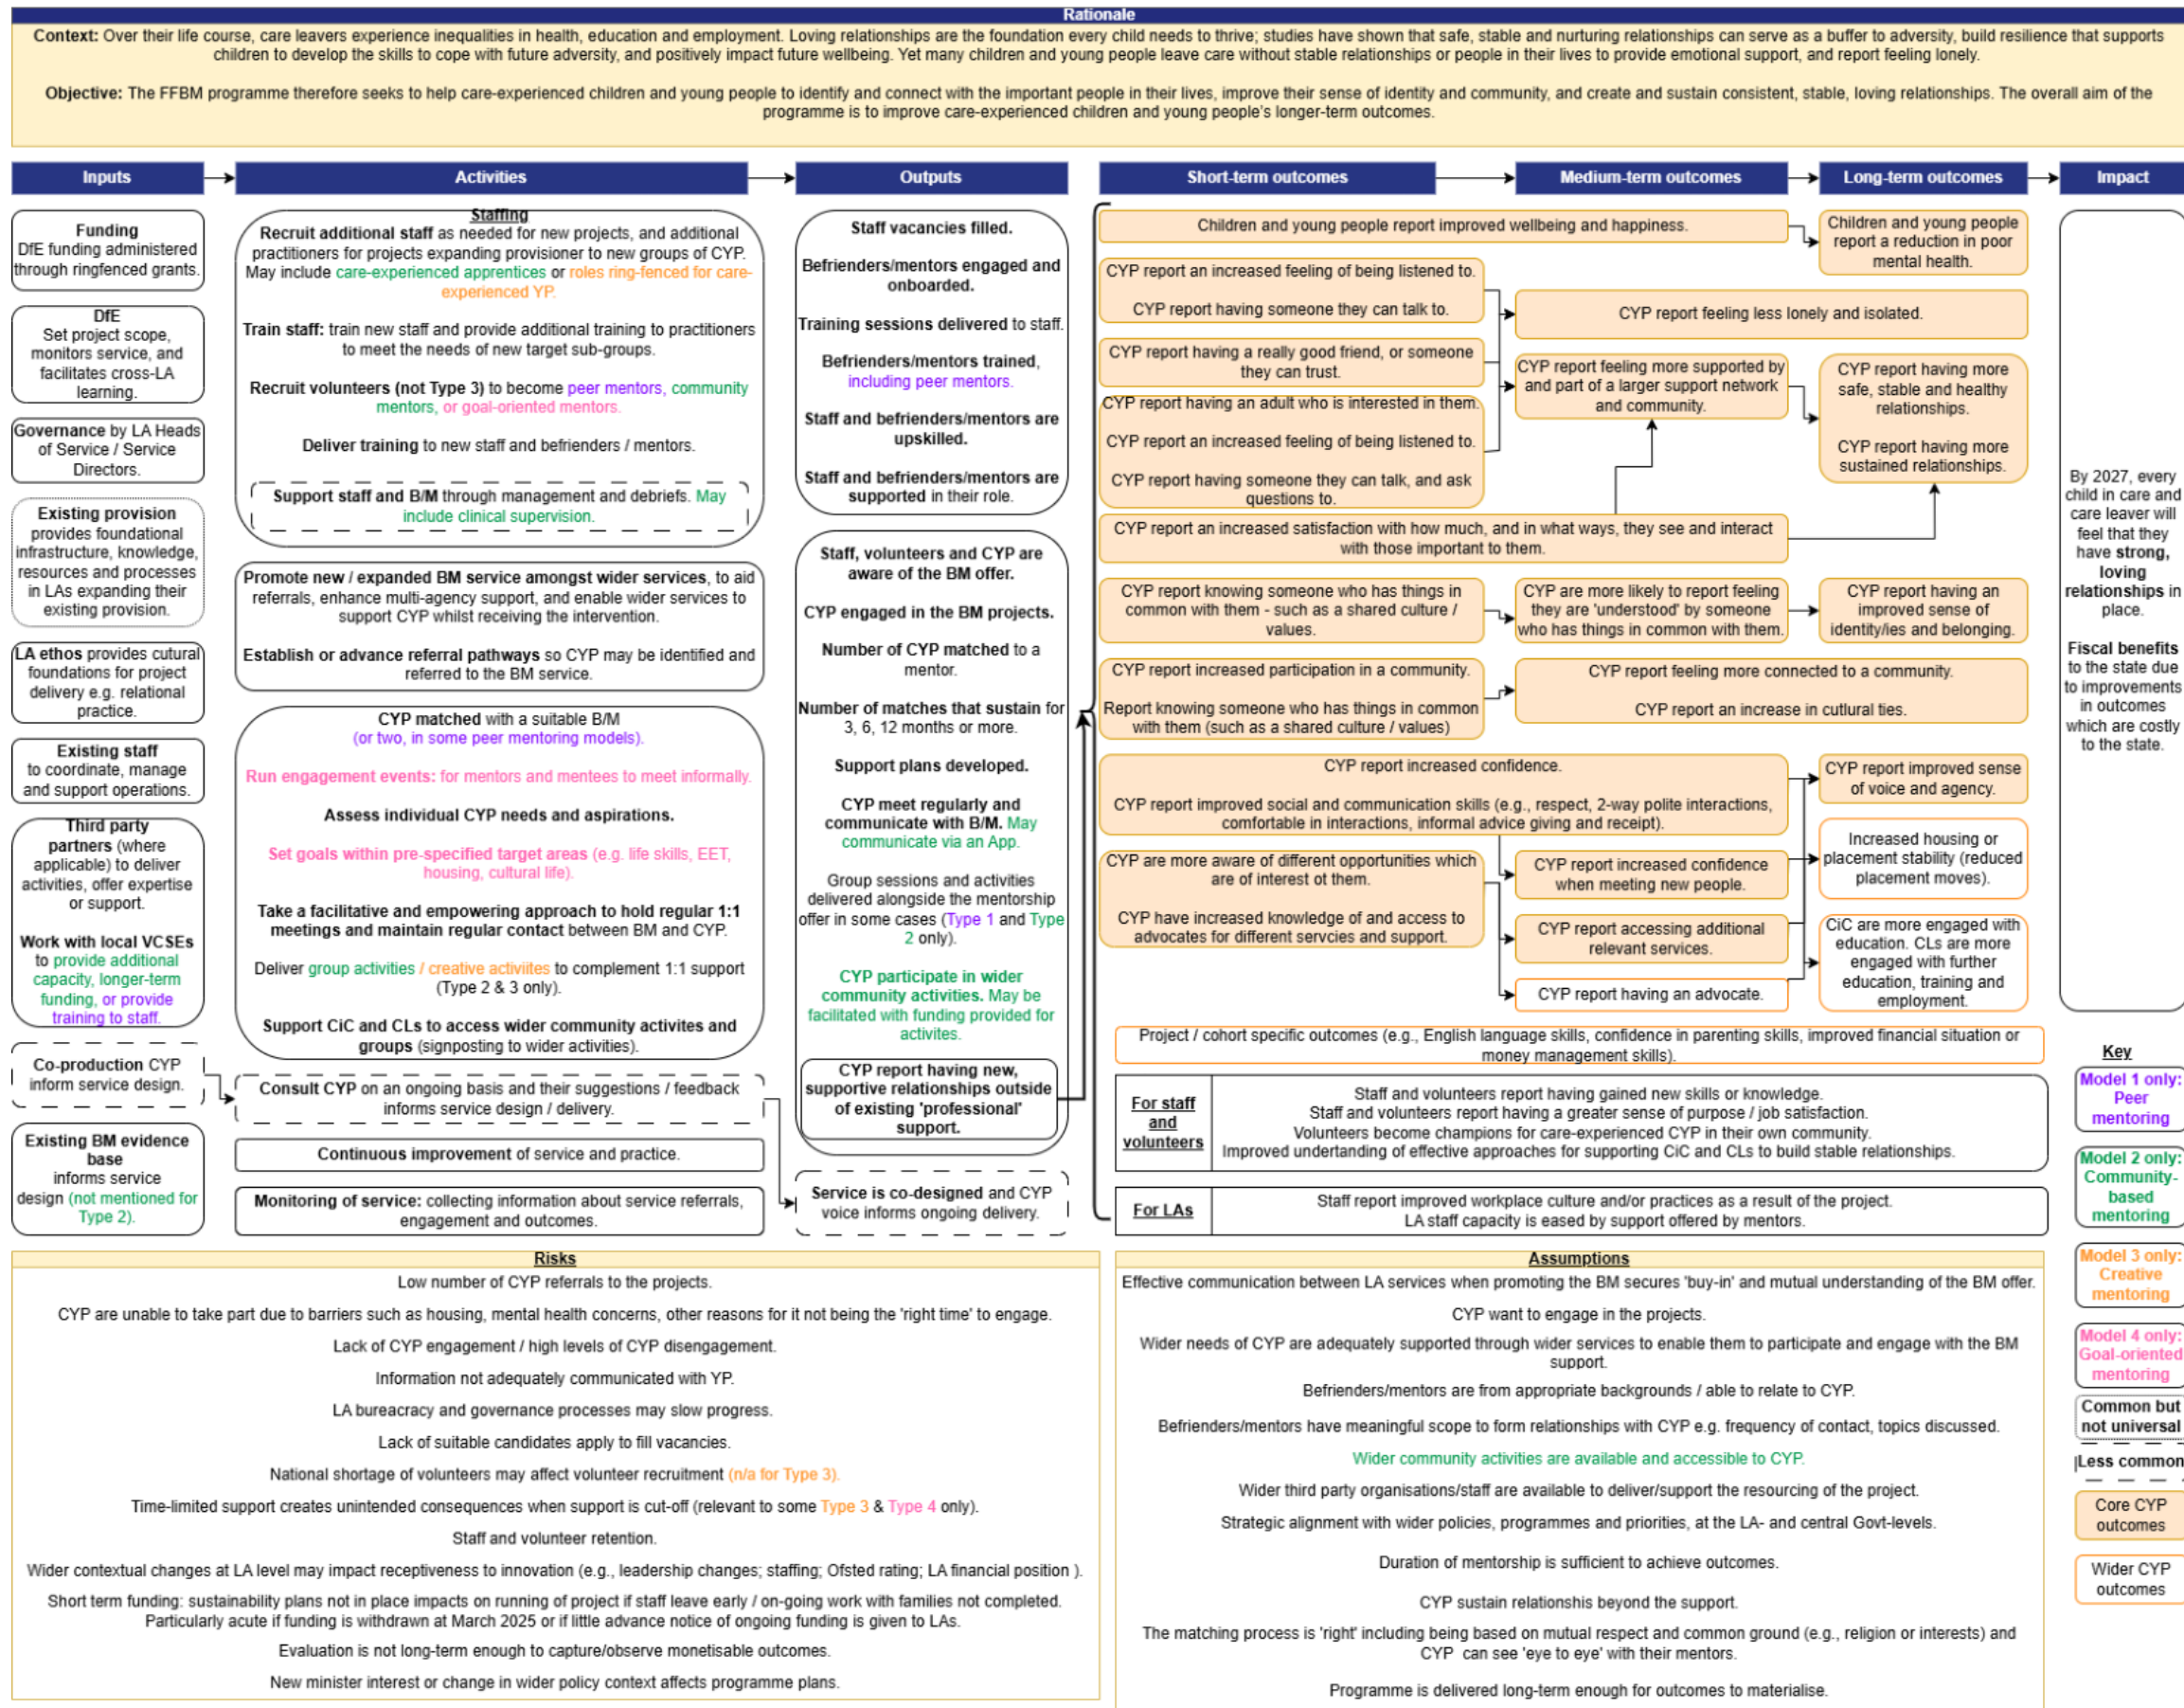 Rationale
Context: Over their life course, care leavers experience inequalities in health, education and employment. Loving relationships are the foundation every child needs to thrive; studies have shown that safe, stable and nurturing relationships can serve as a buffer to adversity, build resilience that supports
children to develop the skills to cope with future adversity, and positively impact future wellbeing. Yet many children and young people leave care without stable relationships or people in their lives to provide emotional support, and report feeling lonely.
Objective: The FFBM programme therefore seeks to help care-experienced children and young people to identify and connect with the important people in their lives, improve their sense of identity and community, and create and sustain consistent, stable, loving relationships. The overall aim of the
programme is to improve care-experienced children and young people's longer-term outcomes.
Inputs
Funding
DfE funding administered
through ringfenced grants.
DfE
Set project scope,
monitors service, and
facilitates cross-LA
learning.
Governance by LA Heads
of Service / Service
Directors.
Existing provision
provides foundational
infrastructure, knowledge,
resources and processes
in LAs expanding their
existing provision.
LA ethos provides cutural
foundations for project
delivery e.g. relational
practice.
Existing staff
to coordinate, manage
and support operations.
Third party
partners (where
applicable) to deliver
activities, offer expertise
or support.
Work with local VCSEs
to provide additional
capacity, longer-term
funding, or provide
training to staff.
Co-production CYP
inform service design.
Existing BM evidence
base
informs service
design (not mentioned for
Type 2).
Activities
Staffing
Recruit additional staff as needed for new projects, and additional
practitioners for projects expanding provisioner to new groups of CYP.
May include care-experienced apprentices or roles ring-fenced for care-
experienced YP.
Train staff: train new staff and provide additional training to practitioners
to meet the needs of new target sub-groups.
Recruit volunteers (not Type 3) to become peer mentors, community
mentors, or goal-oriented mentors.
Deliver training to new staff and befrienders / mentors.
Support staff and B/M through management and debriefs. May
include clinical supervision.
Promote new / expanded BM service amongst wider services, to aid
referrals, enhance multi-agency support, and enable wider services to
support CYP whilst receiving the intervention.
Establish or advance referral pathways so CYP may be identified and
referred to the BM service.
CYP matched with a suitable B/M
(or two, in some peer mentoring models).
Run engagement events: for mentors and mentees to meet informally.
Assess individual CYP needs and aspirations.
Set goals within pre-specified target areas (e.g. life skills, EET,
housing, cultural life).
Take a facilitative and empowering approach to hold regular 1:1
meetings and maintain regular contact between BM and CYP.
Deliver group activities / creative activiites to complement 1:1 support
(Type 2 & 3 only).
Support CiC and CLs to access wider community activites and
groups (signposting to wider activities).
Consult CYP on an ongoing basis and their suggestions / feedback
informs service design / delivery.
Continuous improvement of service and practice.
Monitoring of service: collecting information about service referrals,
engagement and outcomes.
Outputs
Staff vacancies filled.
Befrienders/mentors engaged and
onboarded.
Training sessions delivered to staff.
Befrienders/mentors trained,
including peer mentors.
Staff and befrienders/mentors are
upskilled.
Staff and befrienders/mentors are
supported in their role.
Staff, volunteers and CYP are
aware of the BM offer.
CYP engaged in the BM projects.
Number of CYP matched to a
mentor.
Number of matches that sustain for
3, 6, 12 months or more.
Support plans developed.
CYP meet regularly and
communicate with B/M. May
communicate via an App.
Group sessions and activities
delivered alongside the mentorship
offer in some cases (Type 1 and Type
2 only).
CYP participate in wider
community activities. May be
facilitated with funding provided for
activites.
CYP report having new,
supportive relationships outside
of existing 'professional'
support.
Service is co-designed and CYP
voice informs ongoing delivery.
Short-term outcomes
Medium-term outcomes
Long-term outcomes
Children and young people report improved wellbeing and happiness.
Children and young people
report a reduction in poor
mental health.
CYP report an increased feeling of being listened to.
CYP report having someone they can talk to.
CYP report feeling less lonely and isolated.
CYP report having a really good friend, or someone
they can trust.
CYP report feeling more supported by
and part of a larger support network
and community.
CYP report having more
safe, stable and healthy
relationships.
CYP report having more
sustained relationships.
CYP report having an adult who is interested in them.
CYP report an increased feeling of being listened to.
CYP report having someone they can talk, and ask
questions to.
CYP report an increased satisfaction with how much, and in what ways, they see and interact
with those important to them.
CYP report knowing someone who has things in
common with them - such as a shared culture /
values.
CYP are more likely to report feeling
they are 'understood' by someone
who has things in common with them.
CYP report having an
improved sense of
identity/ies and belonging.
CYP report increased participation in a community.
Report knowing someone who has things in common
with them (such as a shared culture / values)
CYP report feeling more connected to a community.
CYP report an increase in cutlural ties.
CYP report increased confidence.
CYP report improved social and communication skills (e.g., respect, 2-way polite interactions,
comfortable in interactions, informal advice giving and receipt).
CYP report improved sense
of voice and agency.
CYP are more aware of different opportunities which
are of interest ot them.
CYP have increased knowledge of and access to
advocates for different servcies and support.
CYP report increased confidence
when meeting new people.
CYP report accessing additional
relevant services.
CYP report having an advocate.
Increased housing or
placement stability (reduced
placement moves).
CiC are more engaged with
education. CLs are more
engaged with further
education, training and
employment.
Project / cohort specific outcomes (e.g., English language skills, confidence in parenting skills, improved financial situation or
money management skills).
For staff
and
volunteers
Staff and volunteers report having gained new skills or knowledge.
Staff and volunteers report having a greater sense of purpose / job satisfaction.
Volunteers become champions for care-experienced CYP in their own community.
Improved undertanding of effective approaches for supporting CiC and CLs to build stable relationships.
For LAs
Staff report improved workplace culture and/or practices as a result of the project.
LA staff capacity is eased by support offered by mentors.
Impact
By 2027, every
child in care and
care leaver will
feel that they
have strong,
loving
relationships in
place.
Fiscal benefits
to the state due
to improvements
in outcomes
which are costly
to the state.
Key
Model 1 only:
Peer
mentoring
Model 2 only:
Community-
based
mentoring
Model 3 only:
Creative
mentoring
Model 4 only:
Goal-oriented
mentoring
Common but
not universal
Less common
Core CYP
outcomes
Wider CYP
outcomes
Risks
Low number of CYP referrals to the projects.
CYP are unable to take part due to barriers such as housing, mental health concerns, other reasons for it not being the 'right time' to engage.
Lack of CYP engagement / high levels of CYP disengagement.
Information not adequately communicated with YP.
LA bureacracy and governance processes may slow progress.
Lack of suitable candidates apply to fill vacancies.
National shortage of volunteers may affect volunteer recruitment (n/a for Type 3).
Time-limited support creates unintended consequences when support is cut-off (relevant to some Type 3 & Type 4 only).
Staff and volunteer retention.
Wider contextual changes at LA level may impact receptiveness to innovation (e.g., leadership changes; staffing; Ofsted rating; LA financial position ).
Short term funding: sustainability plans not in place impacts on running of project if staff leave early / on-going work with families not completed.
Particularly acute if funding is withdrawn at March 2025 or if little advance notice of ongoing funding is given to LAs.
Evaluation is not long-term enough to capture/observe monetisable outcomes.
New minister interest or change in wider policy context affects programme plans.
Assumptions
Effective communication between LA services when promoting the BM secures 'buy-in' and mutual understanding of the BM offer.
CYP want to engage in the projects.
Wider needs of CYP are adequately supported through wider services to enable them to participate and engage with the BM
support.
Befrienders/mentors are from appropriate backgrounds / able to relate to CYP.
Befrienders/mentors have meaningful scope to form relationships with CYP e.g. frequency of contact, topics discussed.
Wider community activities are available and accessible to CYP.
Wider third party organisations/staff are available to deliver/support the resourcing of the project.
Strategic alignment with wider policies, programmes and priorities, at the LA- and central Govt-levels.
Duration of mentorship is sufficient to achieve outcomes.
CYP sustain relationshis beyond the support.
The matching process is 'right' including being based on mutual respect and common ground (e.g., religion or interests) and
CYP can see 'eye to eye' with their mentors.
Programme is delivered long-term enough for outcomes to materialise.